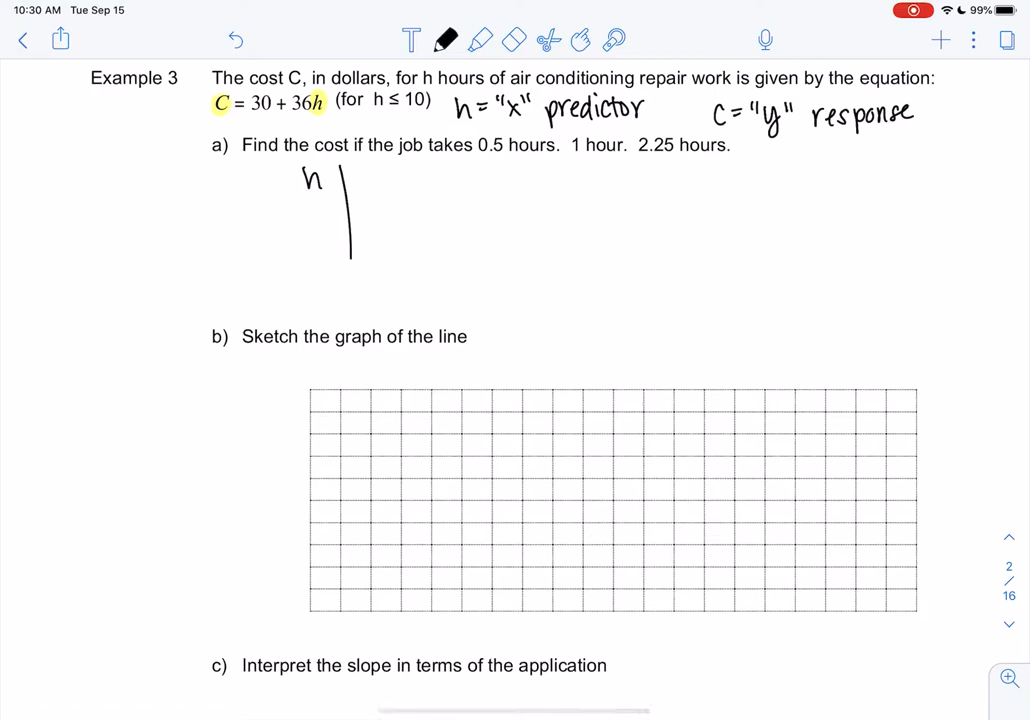 10:30 AM Tue Sep 15
99%
T
Example 3 The cost C, in dollars, for h hours of air conditioning repair work is given by the equation:
C = 30 + 36h (for h ≤ 10) h = "x" predictor c = "y" response
a) Find the cost if the job takes 0.5 hours. 1 hour. 2.25 hours.
h
b) Sketch the graph of the line
2
/
16
c) Interpret the slope in terms of the application